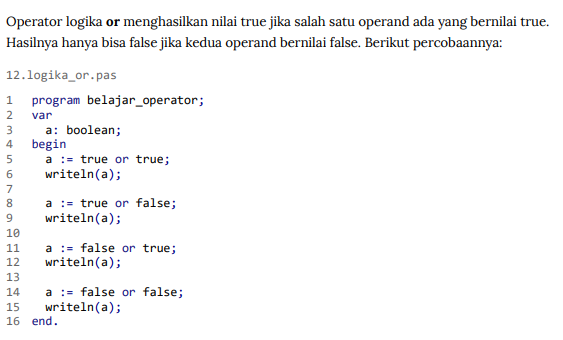 Operator logika or menghasilkan nilai true jika salah satu operand ada yang bernilai true.
Hasilnya hanya bisa false jika kedua operand bernilai false. Berikut percobaannya:
12.logika_or.pas
1 program belajar_operator;
2 var
3   a: boolean;
4 begin
5   a := true or true;
6   writeln(a);
7
8   a := true or false;
9   writeln(a);
10
11   a := false or true;
12   writeln(a);
13
14   a := false or false;
15   writeln(a);
16 end.